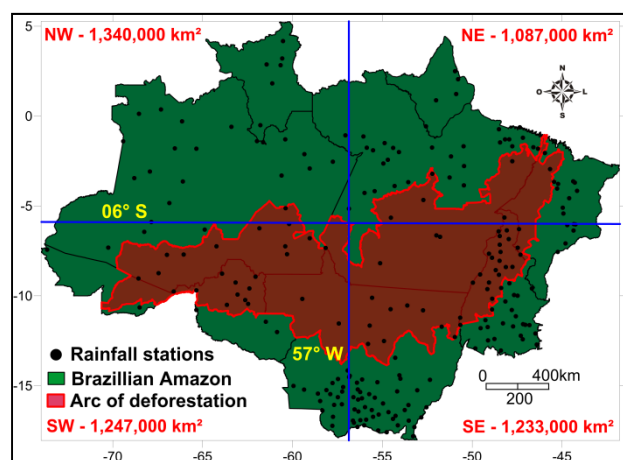 NW - 1,340,000 km²
NE - 1,087,000 km²
5
N
O
L
S
0
-5
06° S
-10
Rainfall stations
57° W
Brazillian Amazon
0
400km
200
-15
Arc of deforestation
SW - 1,247,000 km²
SE - 1,233,000 km²
-70
-65
-60
-55
-50
-45